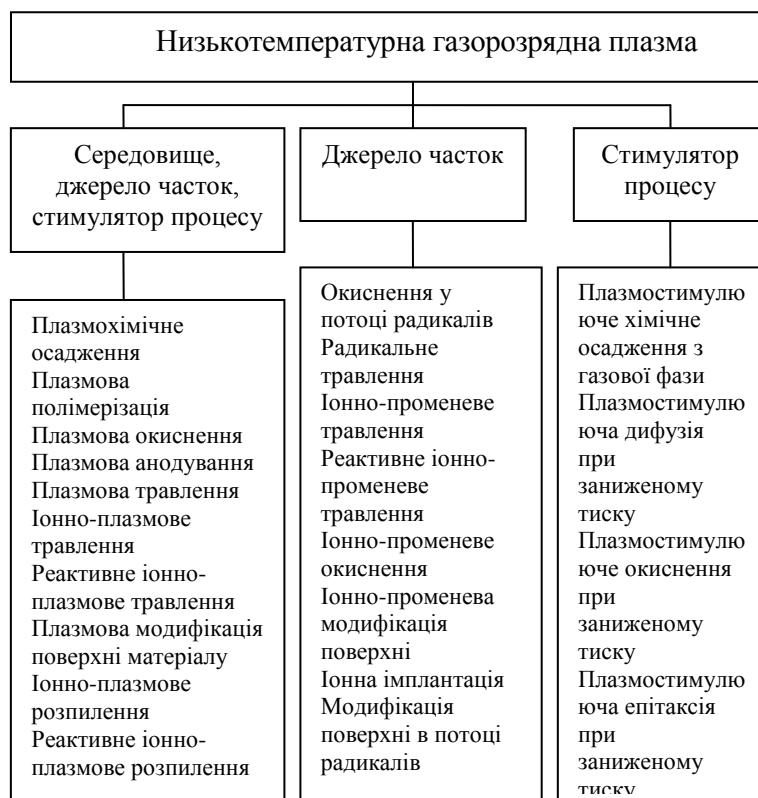 Низькотемпературна газорозрядна плазма
Середовище,
джерело часток,
стимулятор процесу
Джерело часток
Стимулятор
процесу
Плазмохімічне
осадження
Плазмова
полімерізація
Плазмова окиснення
Плазмова анодування
Плазмова травлення
Іонно-плазмове
травлення
Реактивне іонно-
плазмове травлення
Плазмова модифікація
поверхні матеріалу
Іонно-плазмове
розпилення
Реактивне іонно-
плазмове розпилення
Окиснення у
потоці радикалів
Радикальне
травлення
Іонно-променеве
травлення
Реактивне іонно-
променеве
травлення
Іонно-променеве
окиснення
Іонно-променева
модифікація
поверхні
Іонна імплантація
Модифікація
поверхні в потоці
радикалів
Плазмостимулю
юче хімічне
осадження з
газової фази
Плазмостимулю
юча дифузія
при
заниженому
тиску
Плазмостимулю
юче окиснення
при
заниженому
тиску
Плазмостимулю
юча епітаксія
при
заниженому
тиску